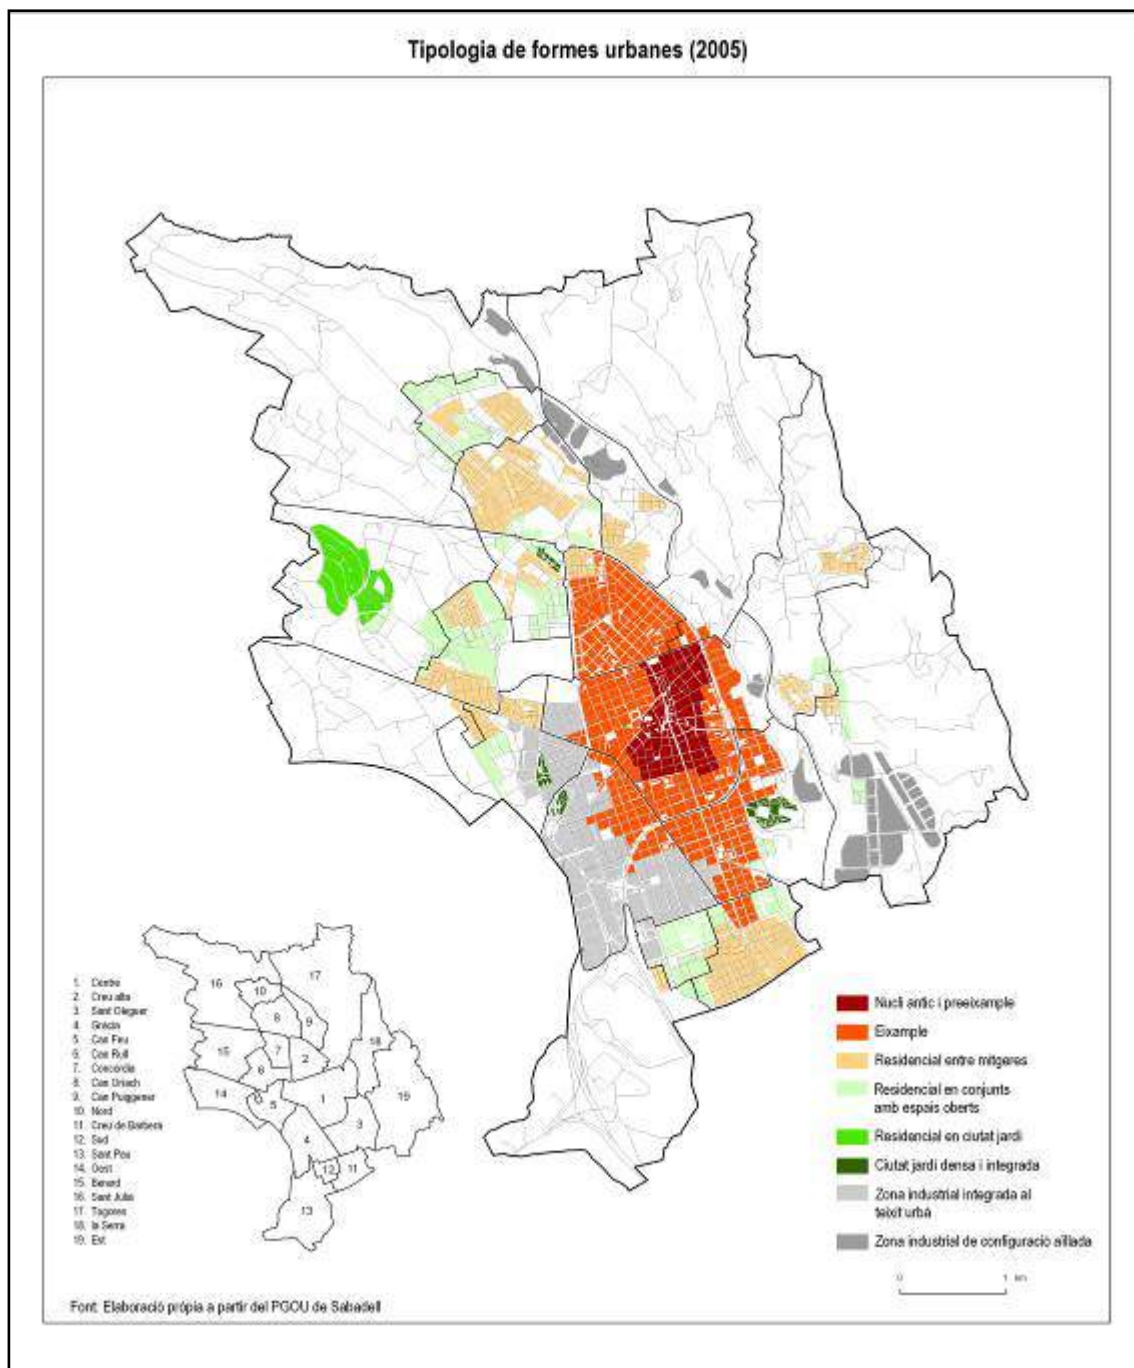 Tipologia de formes urbanes (2005)
1. Centre
2. Creu alta
3. Sant Oleguer
4. Gràcia
5. Can Feu
6. Can Rull
7. Concòrdia
8. Can Oriach
9. Can Puiggener
10. Nord
11. Creu de Barberà
12. Sud
13. Sant Pau
14. Oest
15. Berard
16. Sant Julià
17. Togores
18. la Serra
19. Est
16
17
10
8
9
15
7
2
18
6
14
5
1
19
3
4
12
11
13
Nucli antic i preeixample
Eixample
Residencial entre mitgeres
Residencial en conjunts
amb espais oberts
Residencial en ciutat jardí
Ciutat jardí densa i integrada
Zona industrial integrada al
teixit urbà
Zona industrial de configuració aïllada
0 1 km
Font: Elaboració pròpia a partir del PGOU de Sabadell